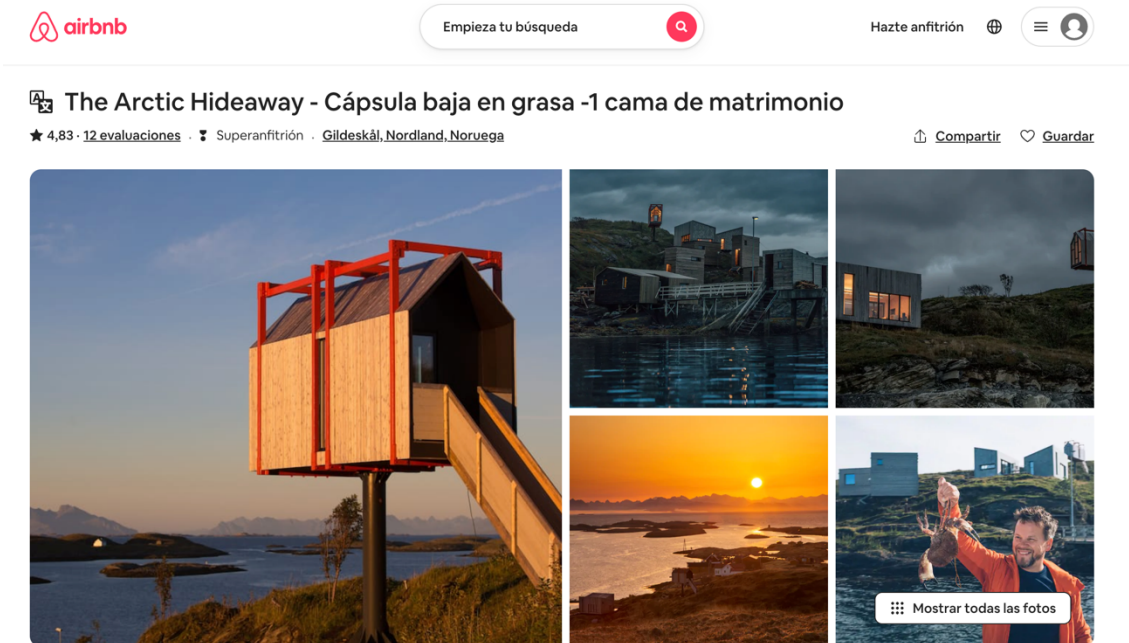 airbnb
Empieza tu búsqueda
Hazte anfitrión
The Arctic Hideaway - Cápsula baja en grasa -1 cama de matrimonio
4,83 · 12 evaluaciones · Superanfitrión · Gildeskål, Nordland, Noruega
Compartir
Guardar
Mostrar todas las fotos